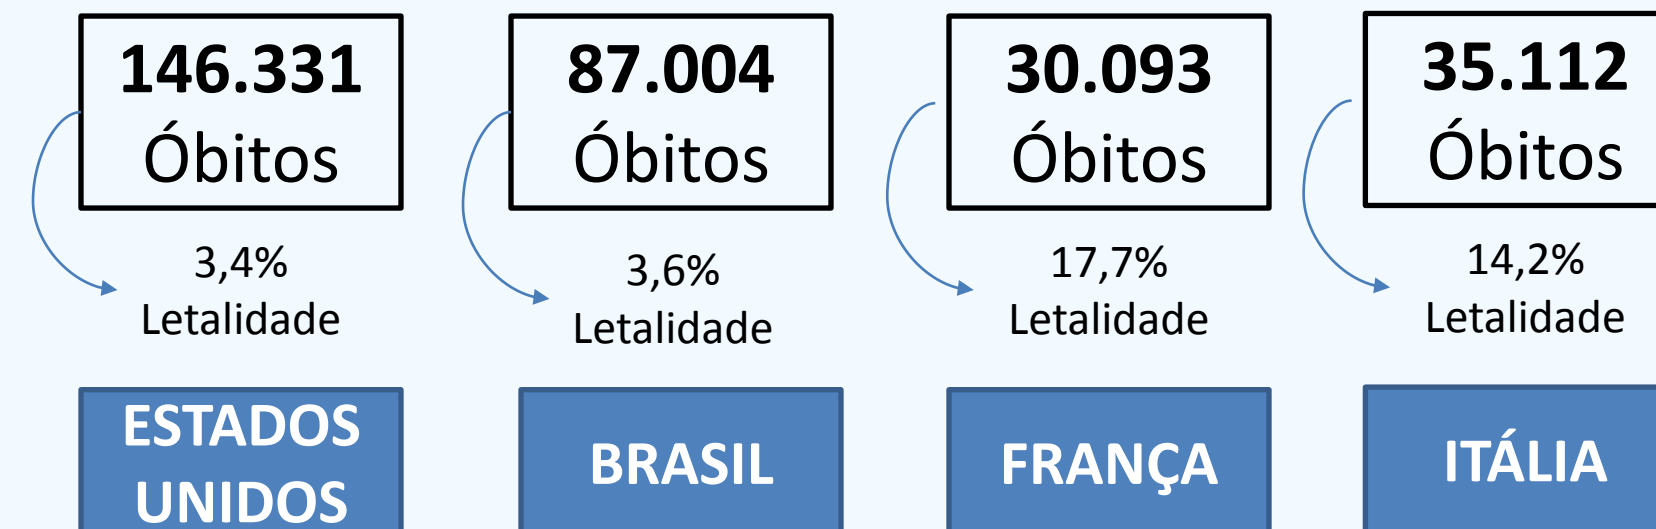 146.331
Óbitos
3,4%
Letalidade
ESTADOS
UNIDOS
87.004
Óbitos
3,6%
Letalidade
BRASIL
30.093
Óbitos
17,7%
Letalidade
FRANÇA
35.112
Óbitos
14,2%
Letalidade
ITÁLIA